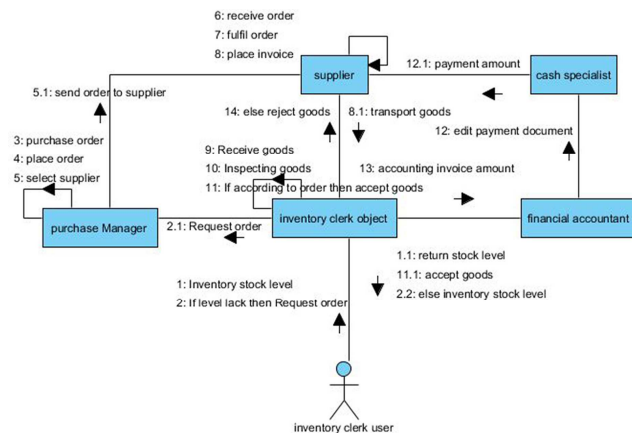 6: receive order
7: fulfil order
8: place invoice
supplier
12.1: payment amount
cash specialist
5.1: send order to supplier
14: else reject goods
8.1: transport goods
12: edit payment document
3: purchase order
4: place order
5: select supplier
9: Receive goods
10: Inspecting goods
11: If according to order then accept goods
13: accounting invoice amount
purchase Manager
2.1: Request order
inventory clerk object
financial accountant
1.1: return stock level
11.1: accept goods
2.2: else inventory stock level
1: Inventory stock level
2: If level lack then Request order
inventory clerk user